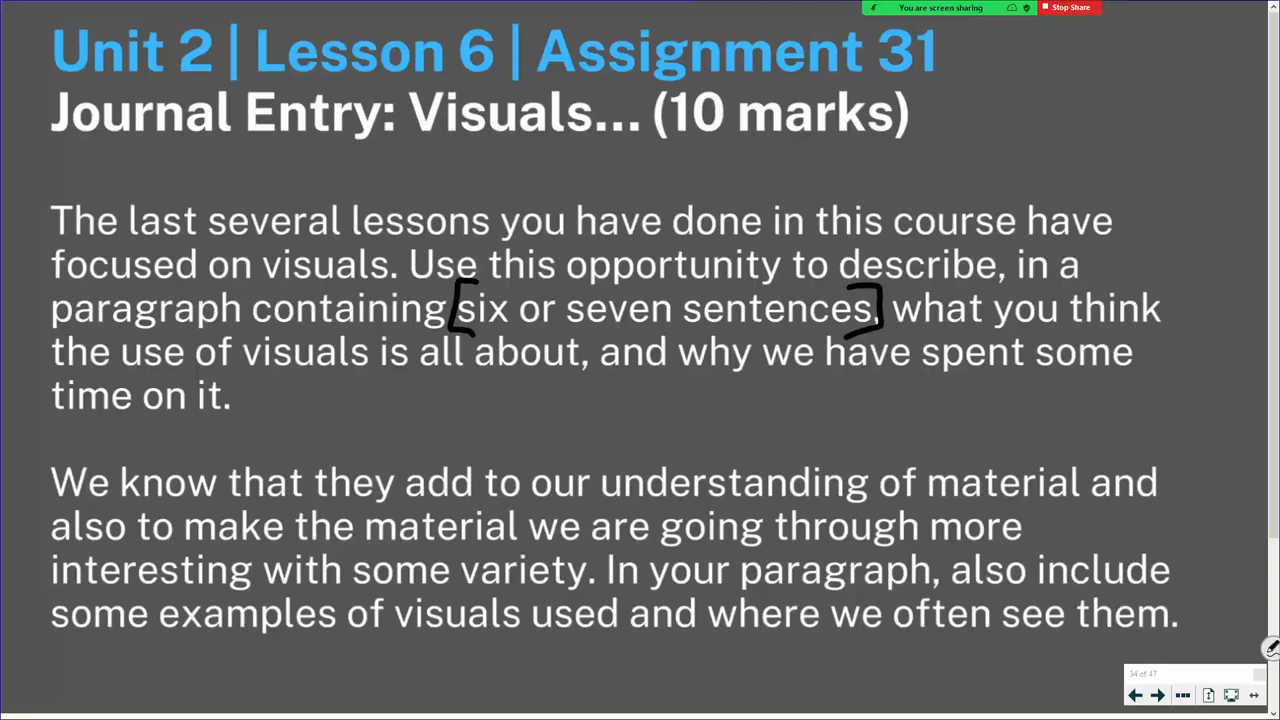 You are screen sharing
Stop Share
Unit 2 | Lesson 6 | Assignment 31
Journal Entry: Visuals... (10 marks)
The last several lessons you have done in this course have
focused on visuals. Use this opportunity to describe, in a
paragraph containing six or seven sentences, what you think
the use of visuals is all about, and why we have spent some
time on it.
We know that they add to our understanding of material and
also to make the material we are going through more
interesting with some variety. In your paragraph, also include
some examples of visuals used and where we often see them.
34 of 47